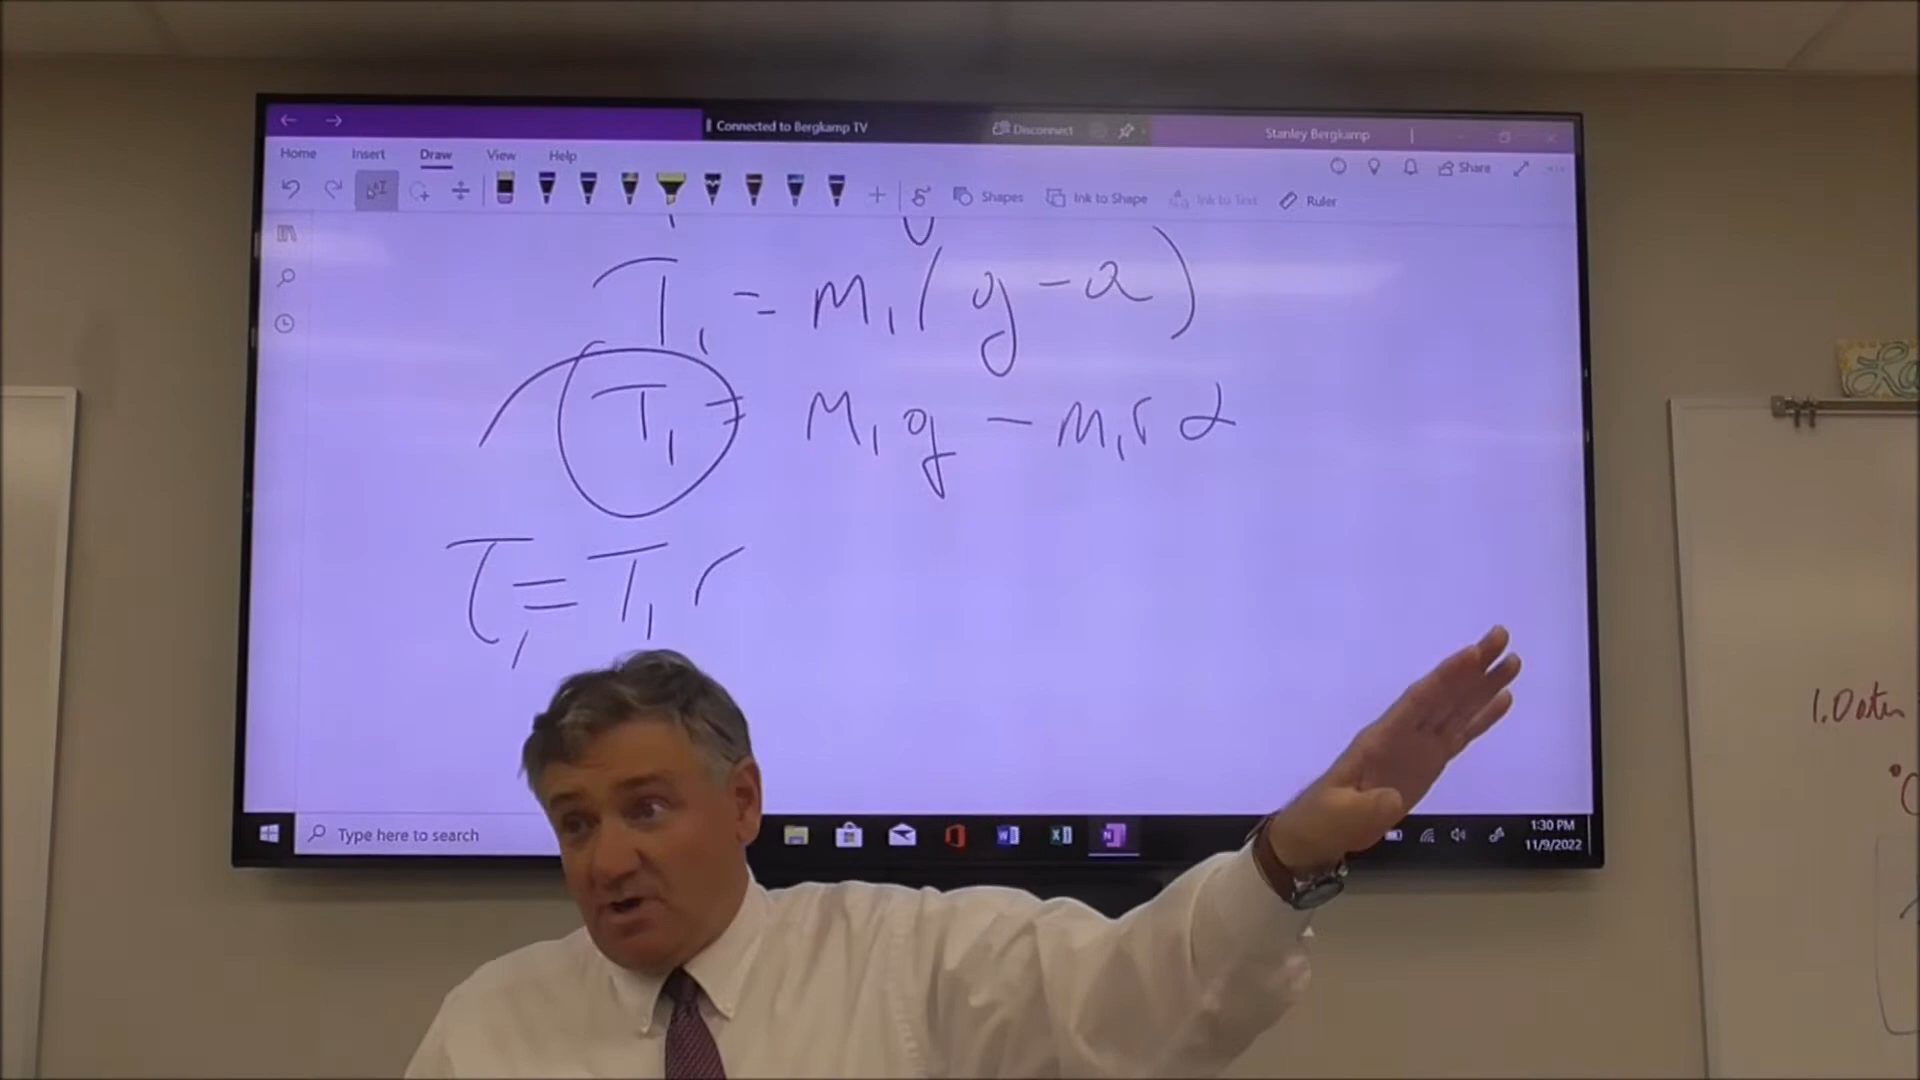 Connected to Bergkamp TV
Disconnect
Stanley Bergkamp
Home Insert Draw View Help
Share
Shapes
Ink to Shape
Ink to Text
Ruler
T₁ = m₁(g-a)
T₁ = m₁g - m₁rα
τ₁ = T₁r
Type here to search
1:30 PM
11/9/2022
1. Data